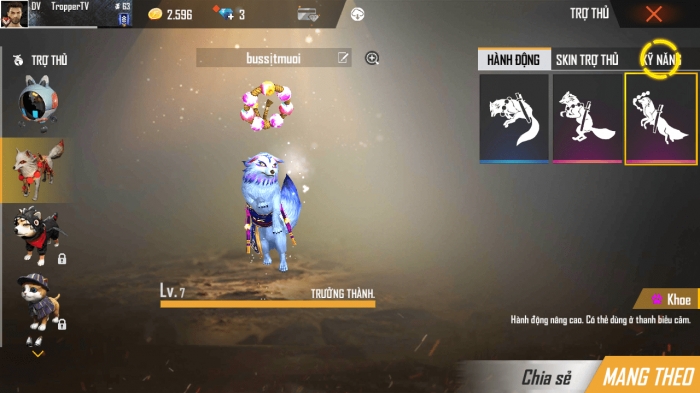 DV TropperTV 63
2.596
+ 3
TRỢ THỦ
TRỢ THỦ
bussjtmuoi
HÀNH ĐỘNG
SKIN TRỢ THỦ
KỸ NĂNG
Lv. 7
TRƯỞNG THÀNH.
Khoe
Hành động nâng cao. Có thể dùng ở thanh biểu cảm.
Chia sẻ
MANG THEO